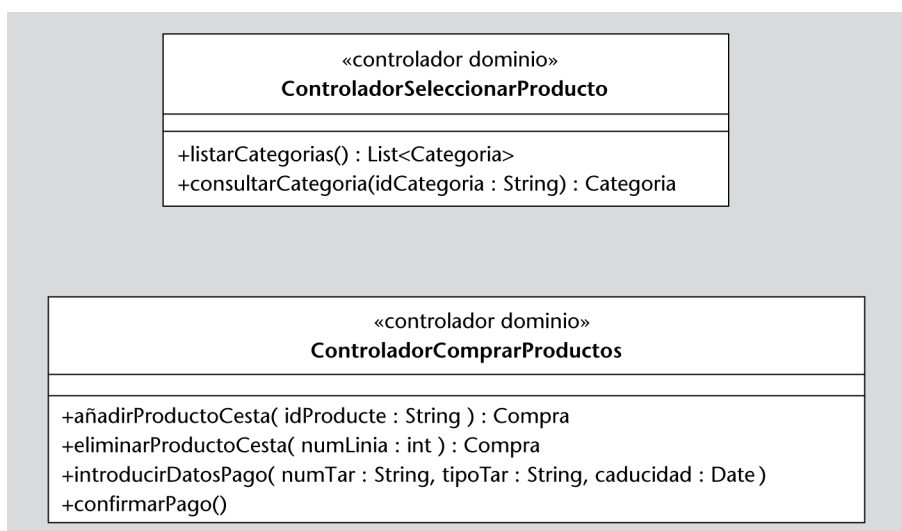 «controlador dominio»
ControladorSeleccionarProducto
+listarCategorias() : List<Categoria>
+consultarCategoria(idCategoria : String) : Categoria
«controlador dominio»
ControladorComprarProductos
+añadirProductoCesta( idProducte : String ) : Compra
+eliminarProductoCesta( numLinia : int ) : Compra
+introducirDatosPago( numTar : String, tipoTar : String, caducidad : Date )
+confirmarPago()